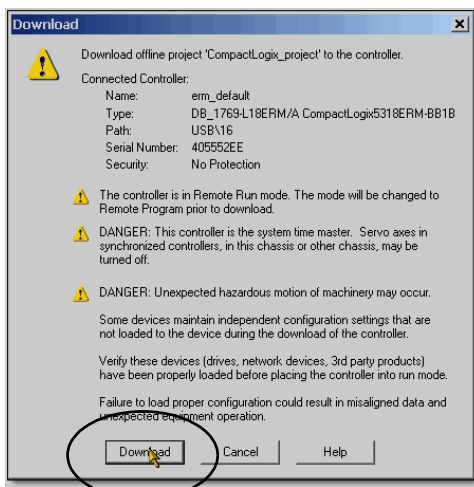 Download
Download offline project 'CompactLogix_project' to the controller.
Connected Controller:
Name: erm_default
Type: DB_1769-L18ERM/A CompactLogix5318ERM-BB1B
Path: USB\16
Serial Number: 405552EE
Security: No Protection
The controller is in Remote Run mode. The mode will be changed to
Remote Program prior to download.
DANGER: This controller is the system time master. Servo axes in
synchronized controllers, in this chassis or other chassis, may be
turned off.
DANGER: Unexpected hazardous motion of machinery may occur.
Some devices maintain independent configuration settings that are
not loaded to the device during the download of the controller.
Verify these devices (drives, network devices, 3rd party products)
have been properly loaded before placing the controller into run mode.
Failure to load proper configuration could result in misaligned data and
unexpected equipment operation.
Download Cancel Help